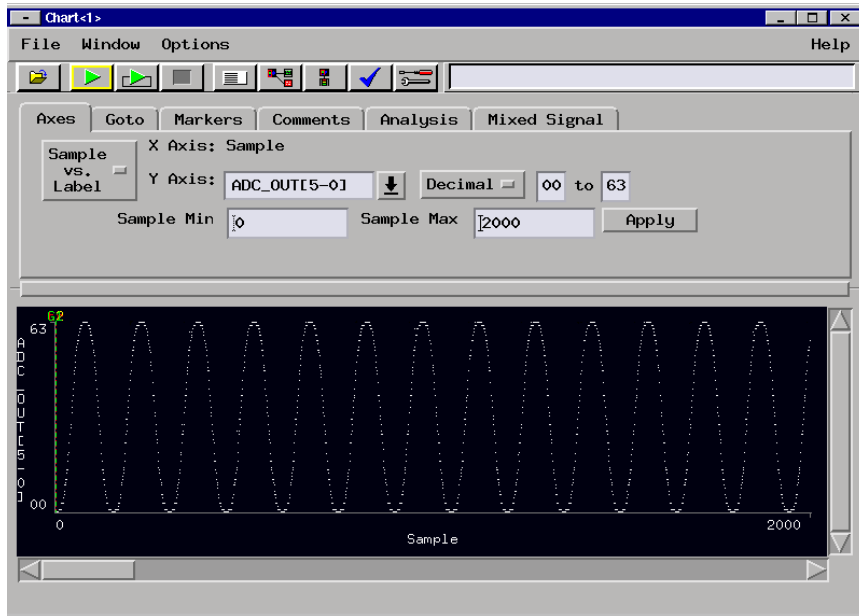 Chart<1>
File Window Options Help
Axes Goto Markers Comments Analysis Mixed Signal
Sample vs. Label
X Axis: Sample
Y Axis: ADC_OUT[5-0] Decimal 00 to 63
Sample Min 0 Sample Max 2000 Apply
G2
63
ADC_OUT[5-0]
00
0 2000
Sample